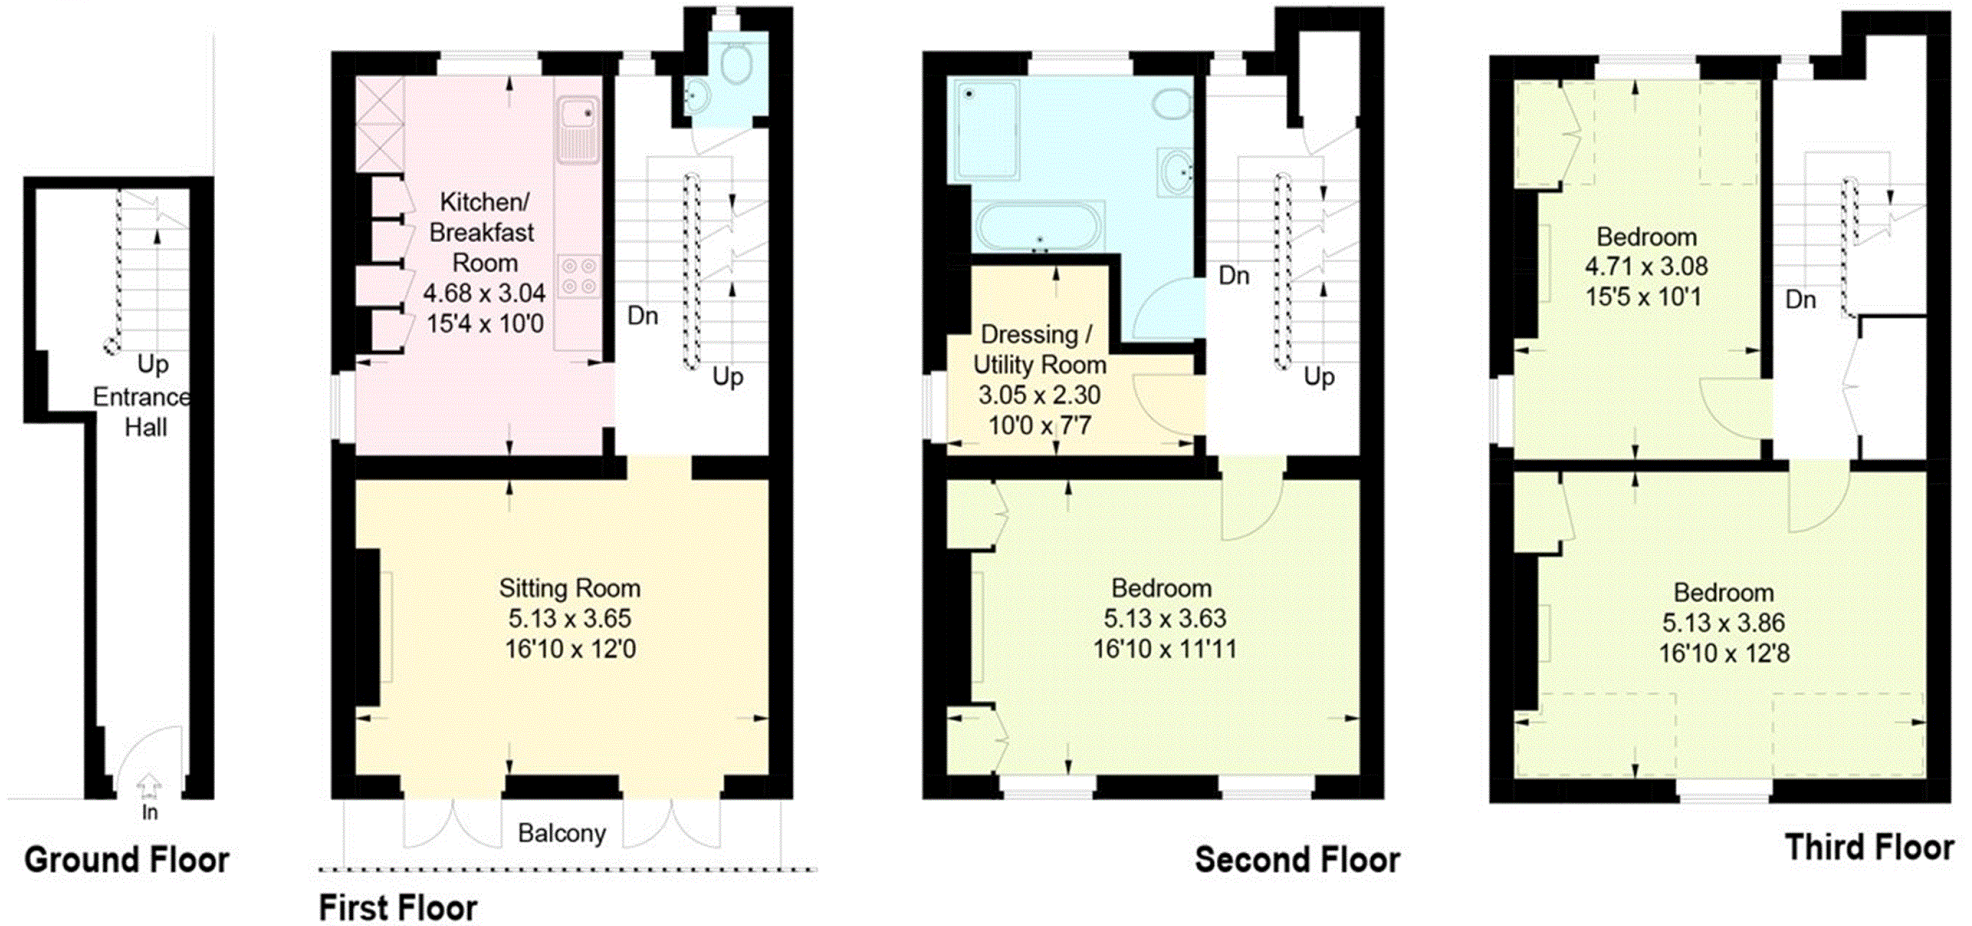 Up
Entrance
Hall
In
Ground Floor
Kitchen/
Breakfast
Room
4.68 x 3.04
15'4 x 10'0
Dn
Up
Sitting Room
5.13 x 3.65
16'10 x 12'0
Balcony
First Floor
Dn
Up
Dressing /
Utility Room
3.05 x 2.30
10'0 x 7'7
Bedroom
5.13 x 3.63
16'10 x 11'11
Second Floor
Bedroom
4.71 x 3.08
15'5 x 10'1
Dn
Bedroom
5.13 x 3.86
16'10 x 12'8
Third Floor